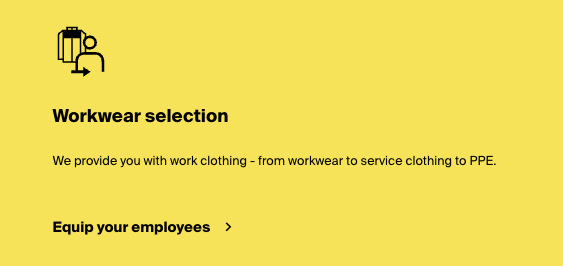 Workwear selection
We provide you with work clothing - from workwear to service clothing to PPE.
Equip your employees